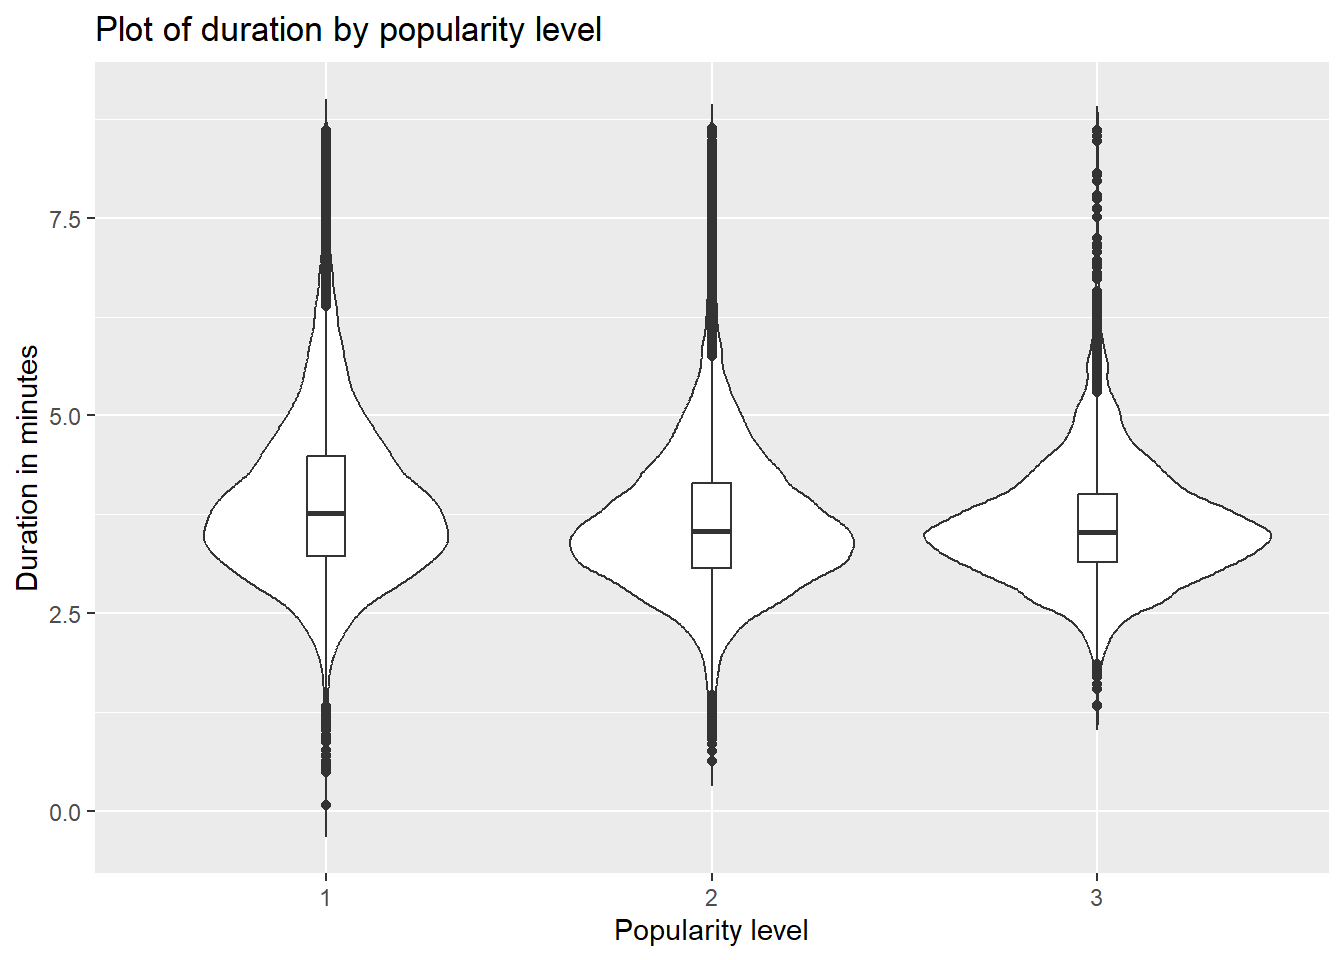 Plot of duration by popularity level
7.5
5.0
2.5
0.0
Duration in minutes
1 2 3
Popularity level